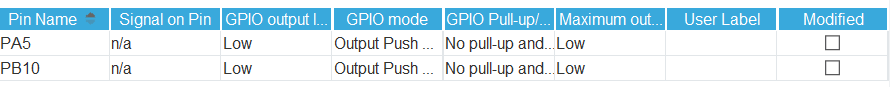 Pin Name Signal on Pin GPIO output l... GPIO mode GPIO Pull-up/... Maximum out... User Label Modified
PA5 n/a Low Output Push ... No pull-up and... Low
PB10 n/a Low Output Push ... No pull-up and... Low